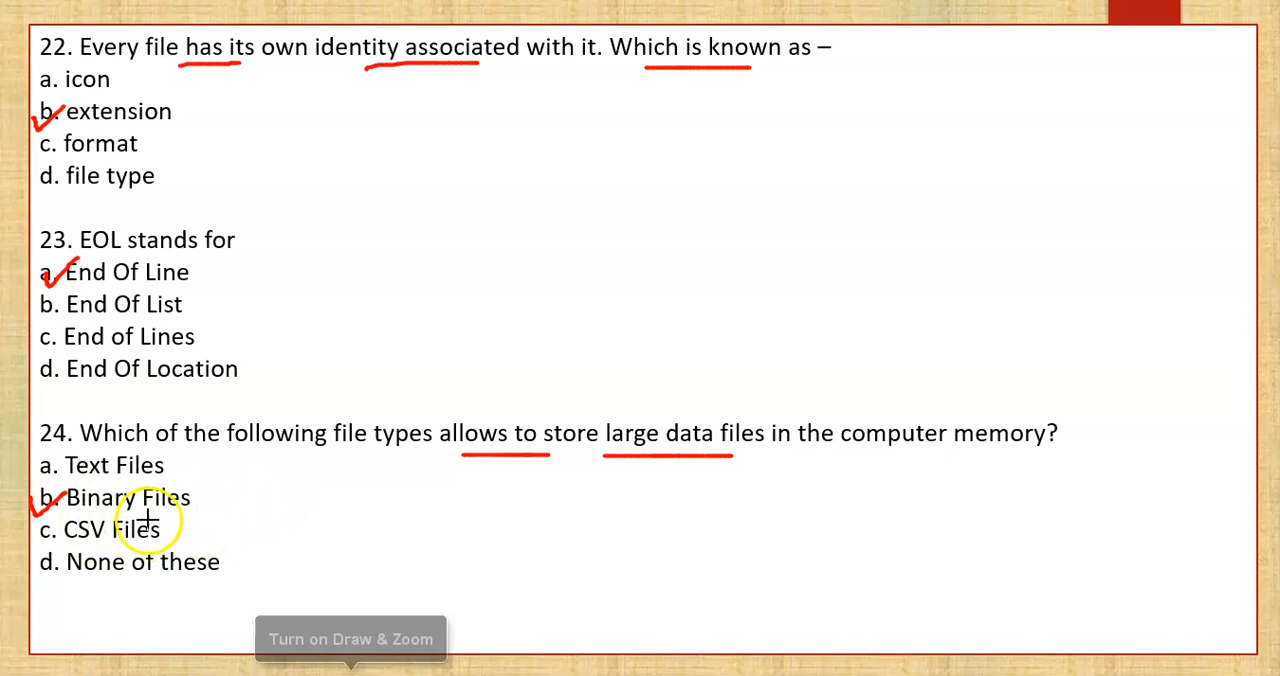 22. Every file has its own identity associated with it. Which is known as –
a. icon
b. extension
c. format
d. file type
23. EOL stands for
a. End Of Line
b. End Of List
c. End of Lines
d. End Of Location
24. Which of the following file types allows to store large data files in the computer memory?
a. Text Files
b. Binary Files
c. CSV Files
d. None of these
Turn on Draw & Zoom